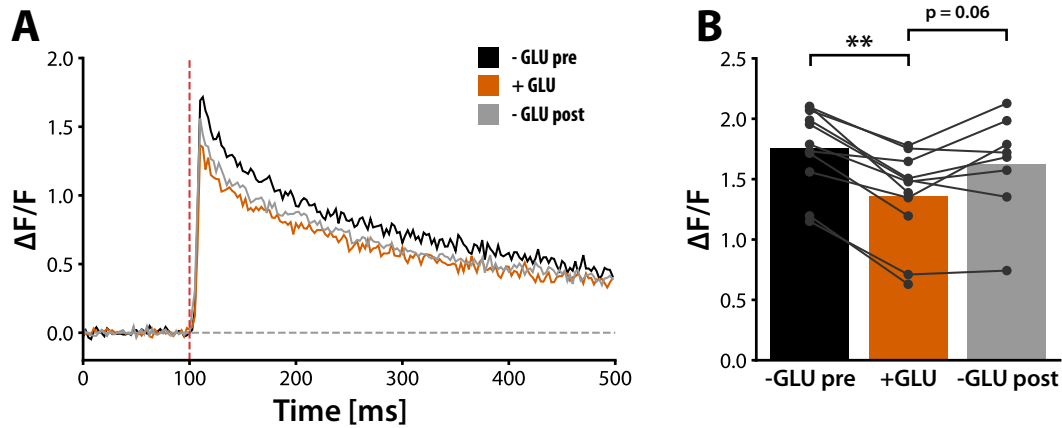 A
ΔF/F
2.0
1.5
1.0
0.5
0.0
0
100
200
300
400
500
Time [ms]
- GLU pre
+ GLU
- GLU post
B
p = 0.06
**
ΔF/F
2.5
2.0
1.5
1.0
0.5
0.0
-GLU pre
+GLU
-GLU post